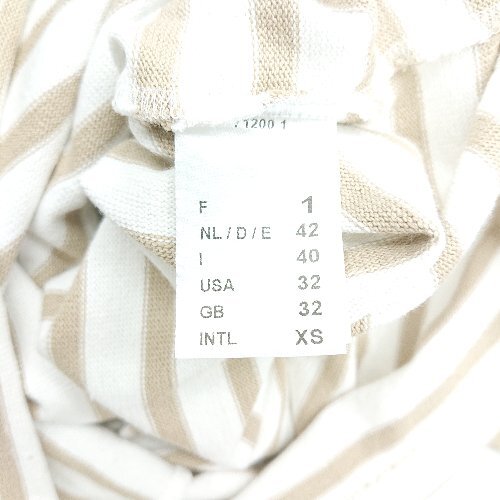 / 1200 1
F 1
NL / D / E 42
I 40
USA 32
GB 32
INTL XS